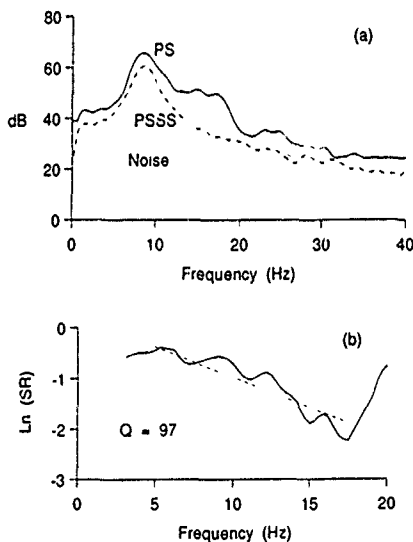 (a)
80
PS
60
dB
40
PSSS
20
Noise
0
0 10 20 30 40
Frequency (Hz)
(b)
-0
-1
Ln (SR)
-2
Q = 97
-3
0 5 10 15 20
Frequency (Hz)